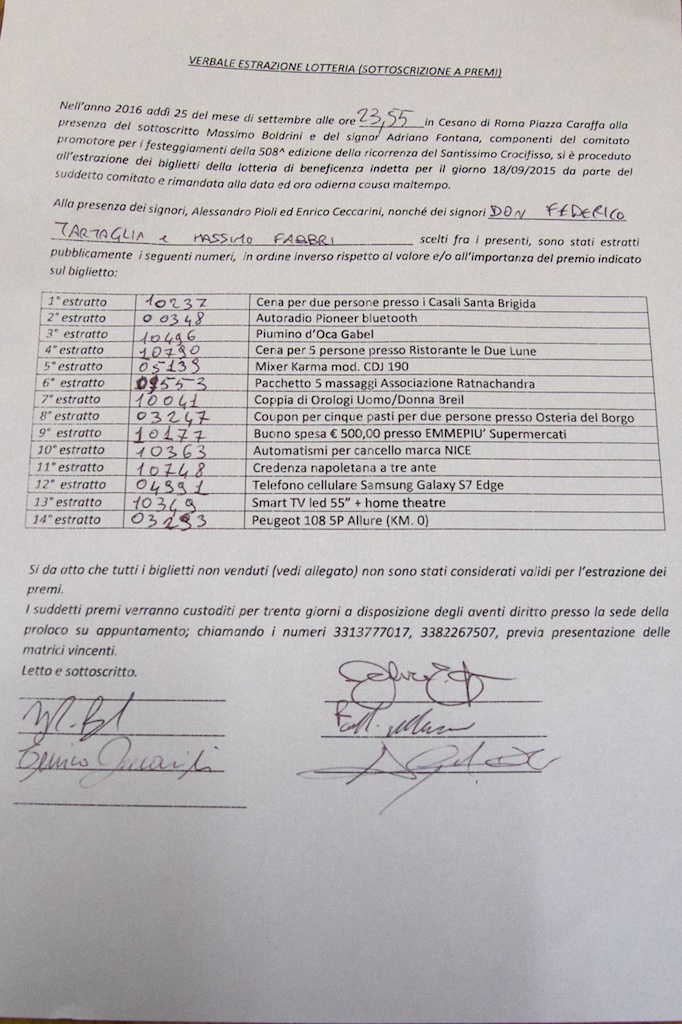 VERBALE ESTRAZIONE LOTTERIA (SOTTOSCRIZIONE A PREMI)
Nell'anno 2016 addì 25 del mese di settembre alle ore 23,55 in Cesano di Roma Piazza Caraffa alla
presenza del sottoscritto Massimo Boldrini e del signor Adriano Fontana, componenti del comitato
promotore per i festeggiamenti della 508^ edizione della ricorrenza del Santissimo Crocifisso, si è proceduto
all'estrazione dei biglietti della lotteria di beneficenza indetta per il giorno 18/09/2015 da parte del
suddetto comitato e rimandata alla data ed ora odierna causa maltempo.
Alla presenza dei signori, Alessandro Pioli ed Enrico Ceccarini, nonché dei signori DON FEDERICO
TARTAGLIA e MASSIMO FABBRI scelti fra i presenti, sono stati estratti
pubblicamente i seguenti numeri, in ordine inverso rispetto al valore e/o all'importanza del premio indicato
sul biglietto:
1° estratto 10237 Cena per due persone presso i Casali Santa Brigida
2° estratto 00348 Autoradio Pioneer bluetooth
3° estratto 10496 Piumino d'Oca Gabel
4° estratto 10790 Cena per 5 persone presso Ristorante le Due Lune
5° estratto 05139 Mixer Karma mod. CDJ 190
6° estratto 09553 Pacchetto 5 massaggi Associazione Ratnachandra
7° estratto 10041 Coppia di Orologi Uomo/Donna Breil
8° estratto 03247 Coupon per cinque pasti per due persone presso Osteria del Borgo
9° estratto 10177 Buono spesa € 500,00 presso EMMEPIU' Supermercati
10° estratto 10363 Automatismi per cancello marca NICE
11° estratto 10748 Credenza napoletana a tre ante
12° estratto 04991 Telefono cellulare Samsung Galaxy S7 Edge
13° estratto 10349 Smart TV led 55" + home theatre
14° estratto 03293 Peugeot 108 5P Allure (KM. 0)
Si da atto che tutti i biglietti non venduti (vedi allegato) non sono stati considerati validi per l'estrazione dei
premi.
I suddetti premi verranno custoditi per trenta giorni a disposizione degli aventi diritto presso la sede della
proloco su appuntamento; chiamando i numeri 3313777017, 3382267507, previa presentazione delle
matrici vincenti.
Letto e sottoscritto.